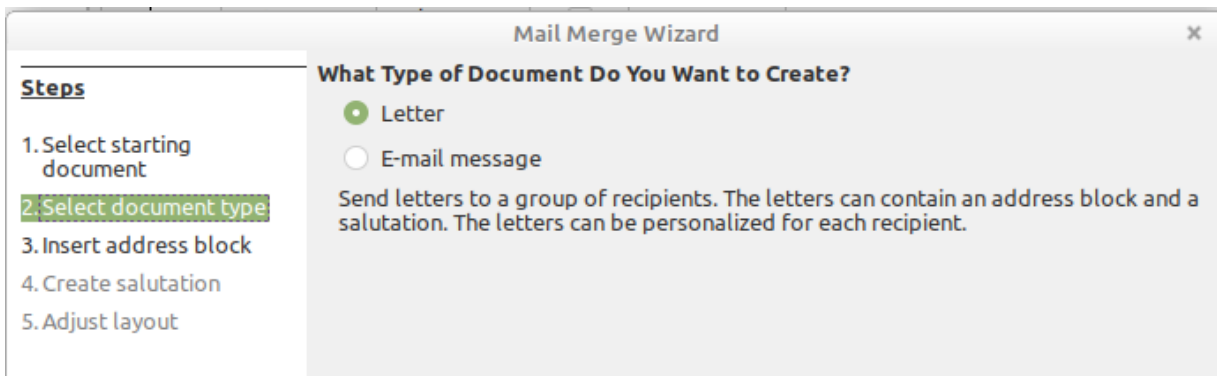 Mail Merge Wizard
Steps
1. Select starting
document
2. Select document type
3. Insert address block
4. Create salutation
5. Adjust layout
What Type of Document Do You Want to Create?
Letter
E-mail message
Send letters to a group of recipients. The letters can contain an address block and a
salutation. The letters can be personalized for each recipient.